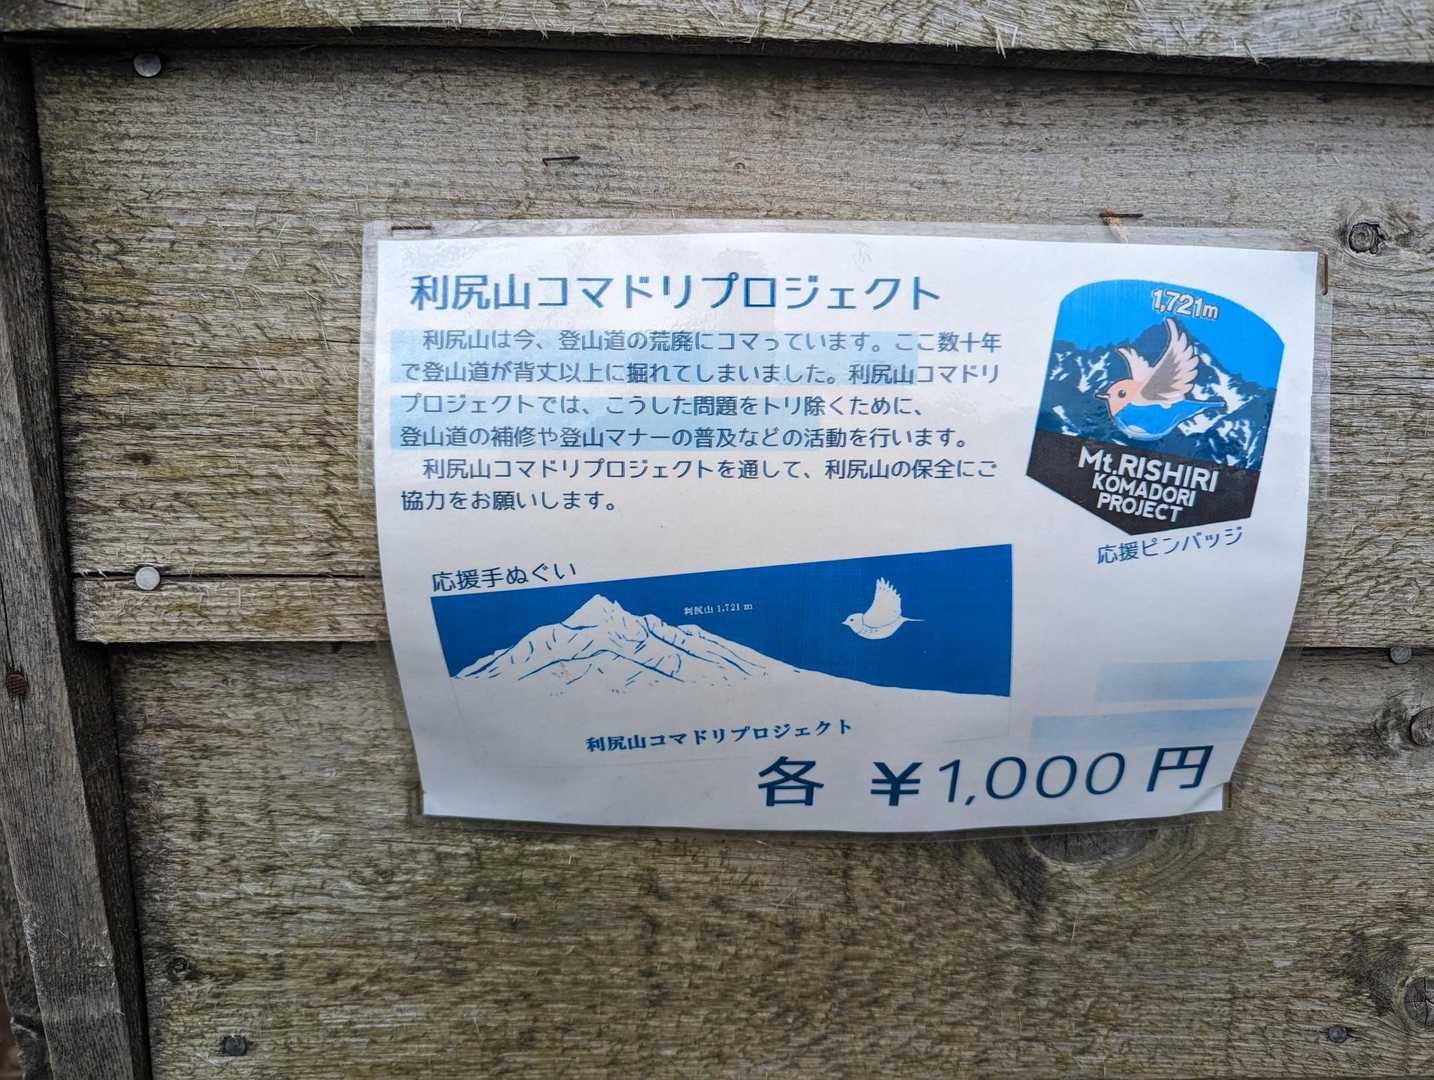 利尻山コマドリプロジェクト
利尻山は今、登山道の荒廃にコマっています。ここ数十年
で登山道が背丈以上に掘れてしまいました。利尻山コマドリ
プロジェクトでは、こうした問題をトリ除くために、
登山道の補修や登山マナーの普及などの活動を行います。
利尻山コマドリプロジェクトを通して、利尻山の保全にご
協力をお願いします。
1,721m
Mt.RISHIRI
KOMADORI
PROJECT
応援ピンバッジ
応援手ぬぐい
利尻山 1,721 m
利尻山コマドリプロジェクト
各 ¥1,000円